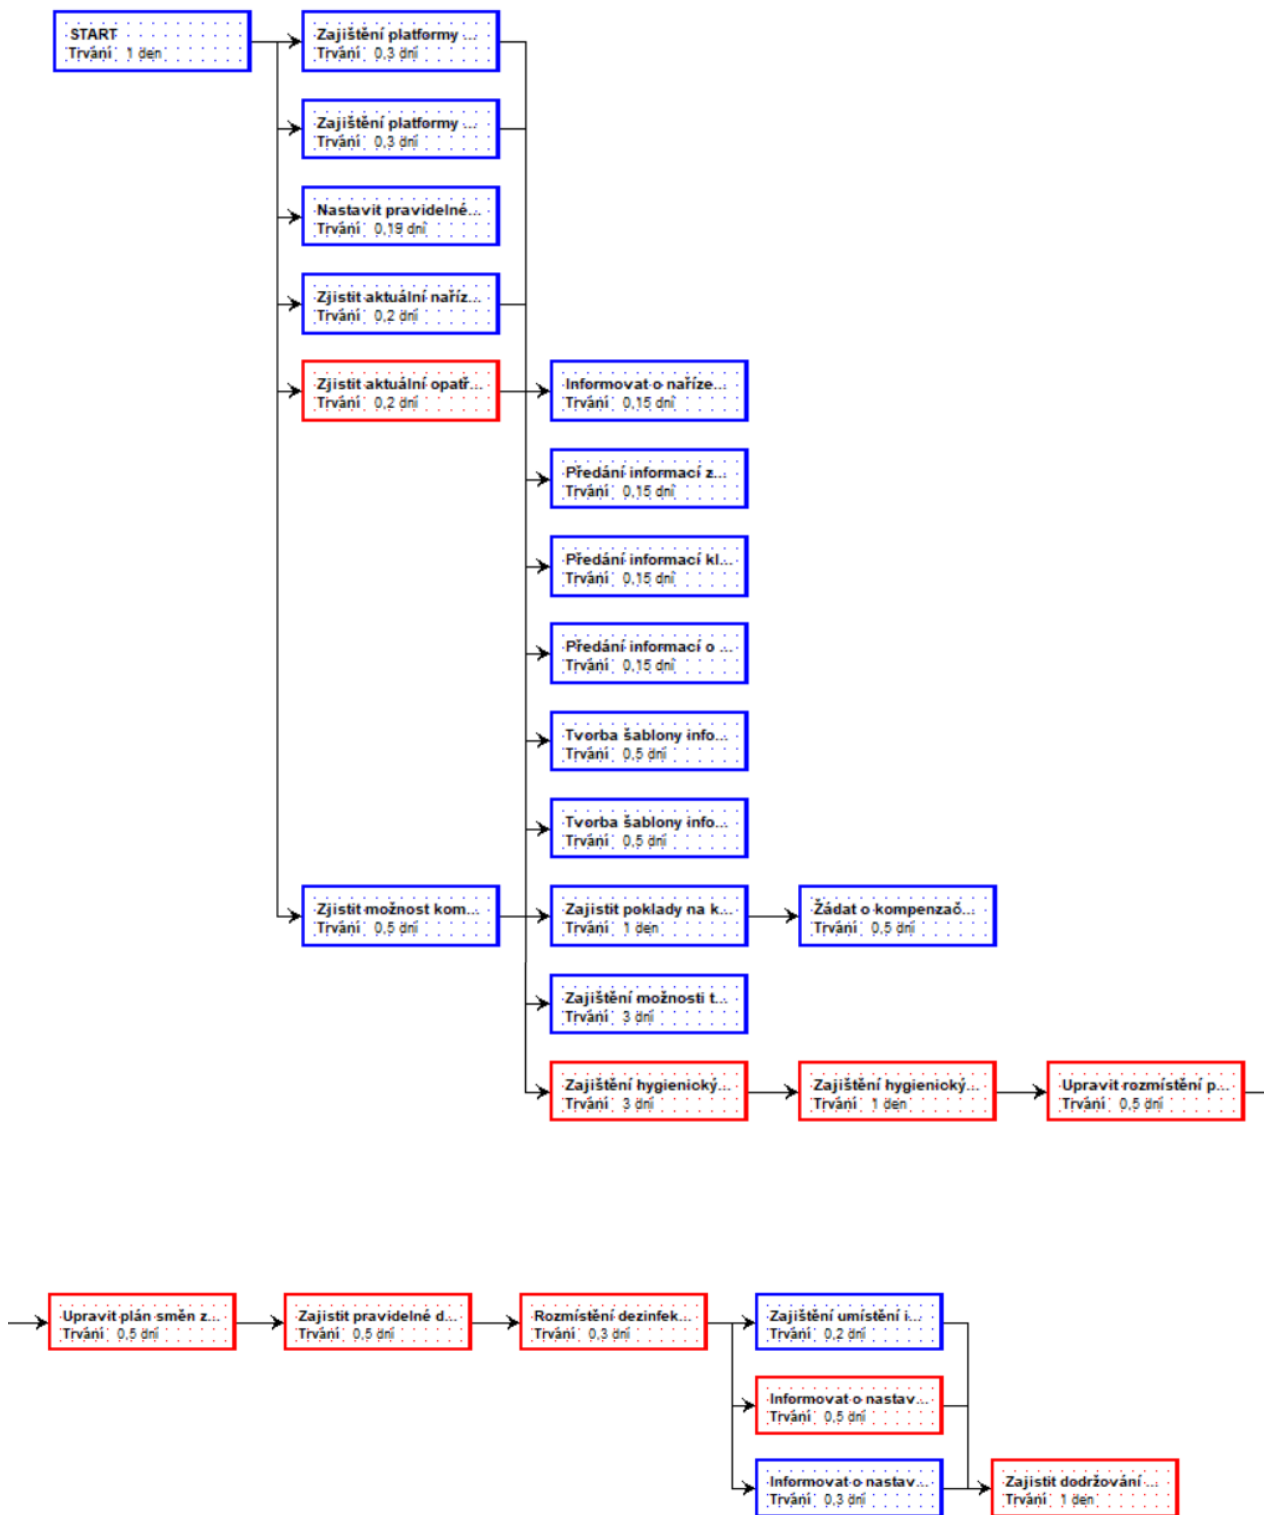 START
Trvání 1 den
Zajištění platformy ...
Trvání 0,3 dní
Zajištění platformy ...
Trvání 0,3 dní
Nastavit pravidelné...
Trvání 0,19 dní
Zjistit aktuální naříz...
Trvání 0,2 dní
Zjistit aktuální opatř...
Trvání 0,2 dní
Informovat o naříze...
Trvání 0,15 dní
Předání informací z...
Trvání 0,15 dní
Předání informací kl...
Trvání 0,15 dní
Předání informací o ...
Trvání 0,15 dní
Tvorba šablony info...
Trvání 0,5 dní
Tvorba šablony info...
Trvání 0,5 dní
Zjistit možnost kom...
Trvání 0,5 dní
Zajistit poklady na k...
Trvání 1 den
Žádat o kompenzač...
Trvání 0,5 dní
Zajištění možnosti t...
Trvání 3 dní
Zajištění hygienický...
Trvání 3 dní
Zajištění hygienický...
Trvání 1 den
Upravit rozmístění p...
Trvání 0,5 dní
Upravit plán směn z...
Trvání 0,5 dní
Zajistit pravidelné d...
Trvání 0,5 dní
Rozmístění dezinfek...
Trvání 0,3 dní
Zajištění umístění i...
Trvání 0,2 dní
Informovat o nastav...
Trvání 0,5 dní
Informovat o nastav...
Trvání 0,3 dní
Zajistit dodržování ...
Trvání 1 den